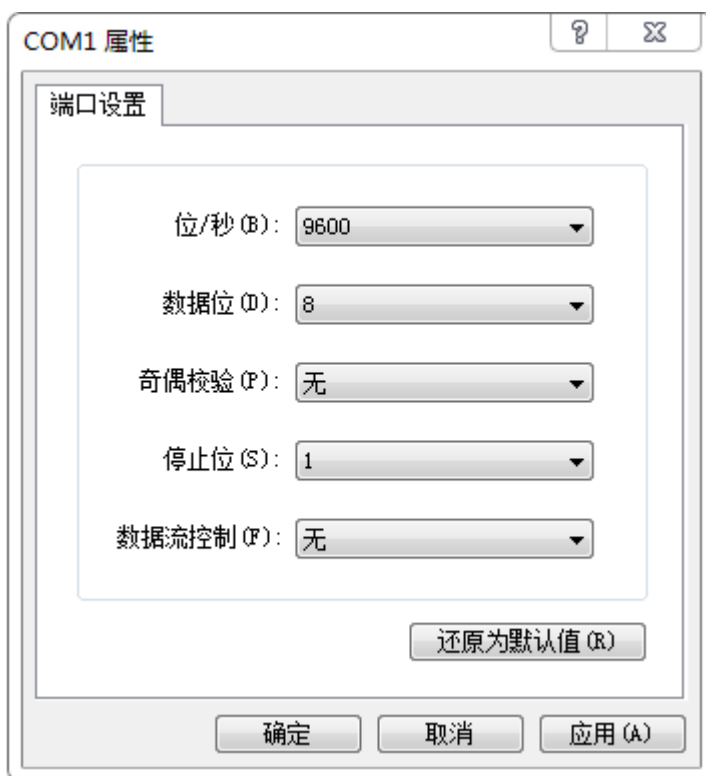 COM1 属性
端口设置
位/秒(B): 9600
数据位(D): 8
奇偶校验(P): 无
停止位(S): 1
数据流控制(F): 无
还原为默认值(R)
确定 取消 应用(A)